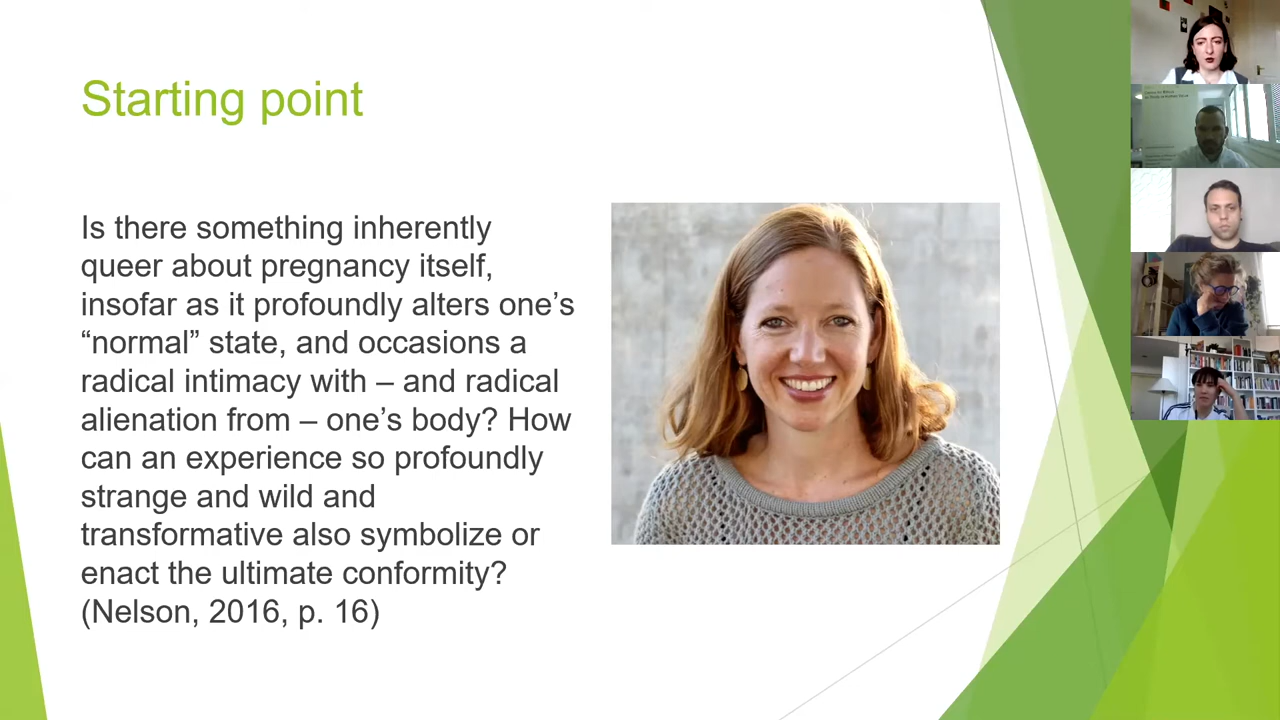 Starting point
Is there something inherently
queer about pregnancy itself,
insofar as it profoundly alters one’s
“normal” state, and occasions a
radical intimacy with – and radical
alienation from – one’s body? How
can an experience so profoundly
strange and wild and
transformative also symbolize or
enact the ultimate conformity?
(Nelson, 2016, p. 16)